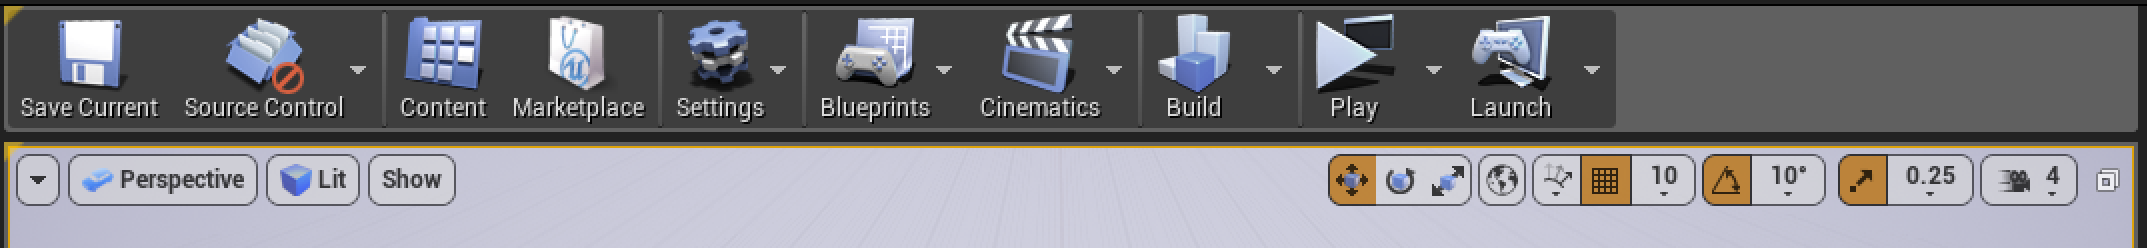 Save Current Source Control Content Marketplace Settings Blueprints Cinematics Build Play Launch
Perspective Lit Show 10 10° 0.25 4